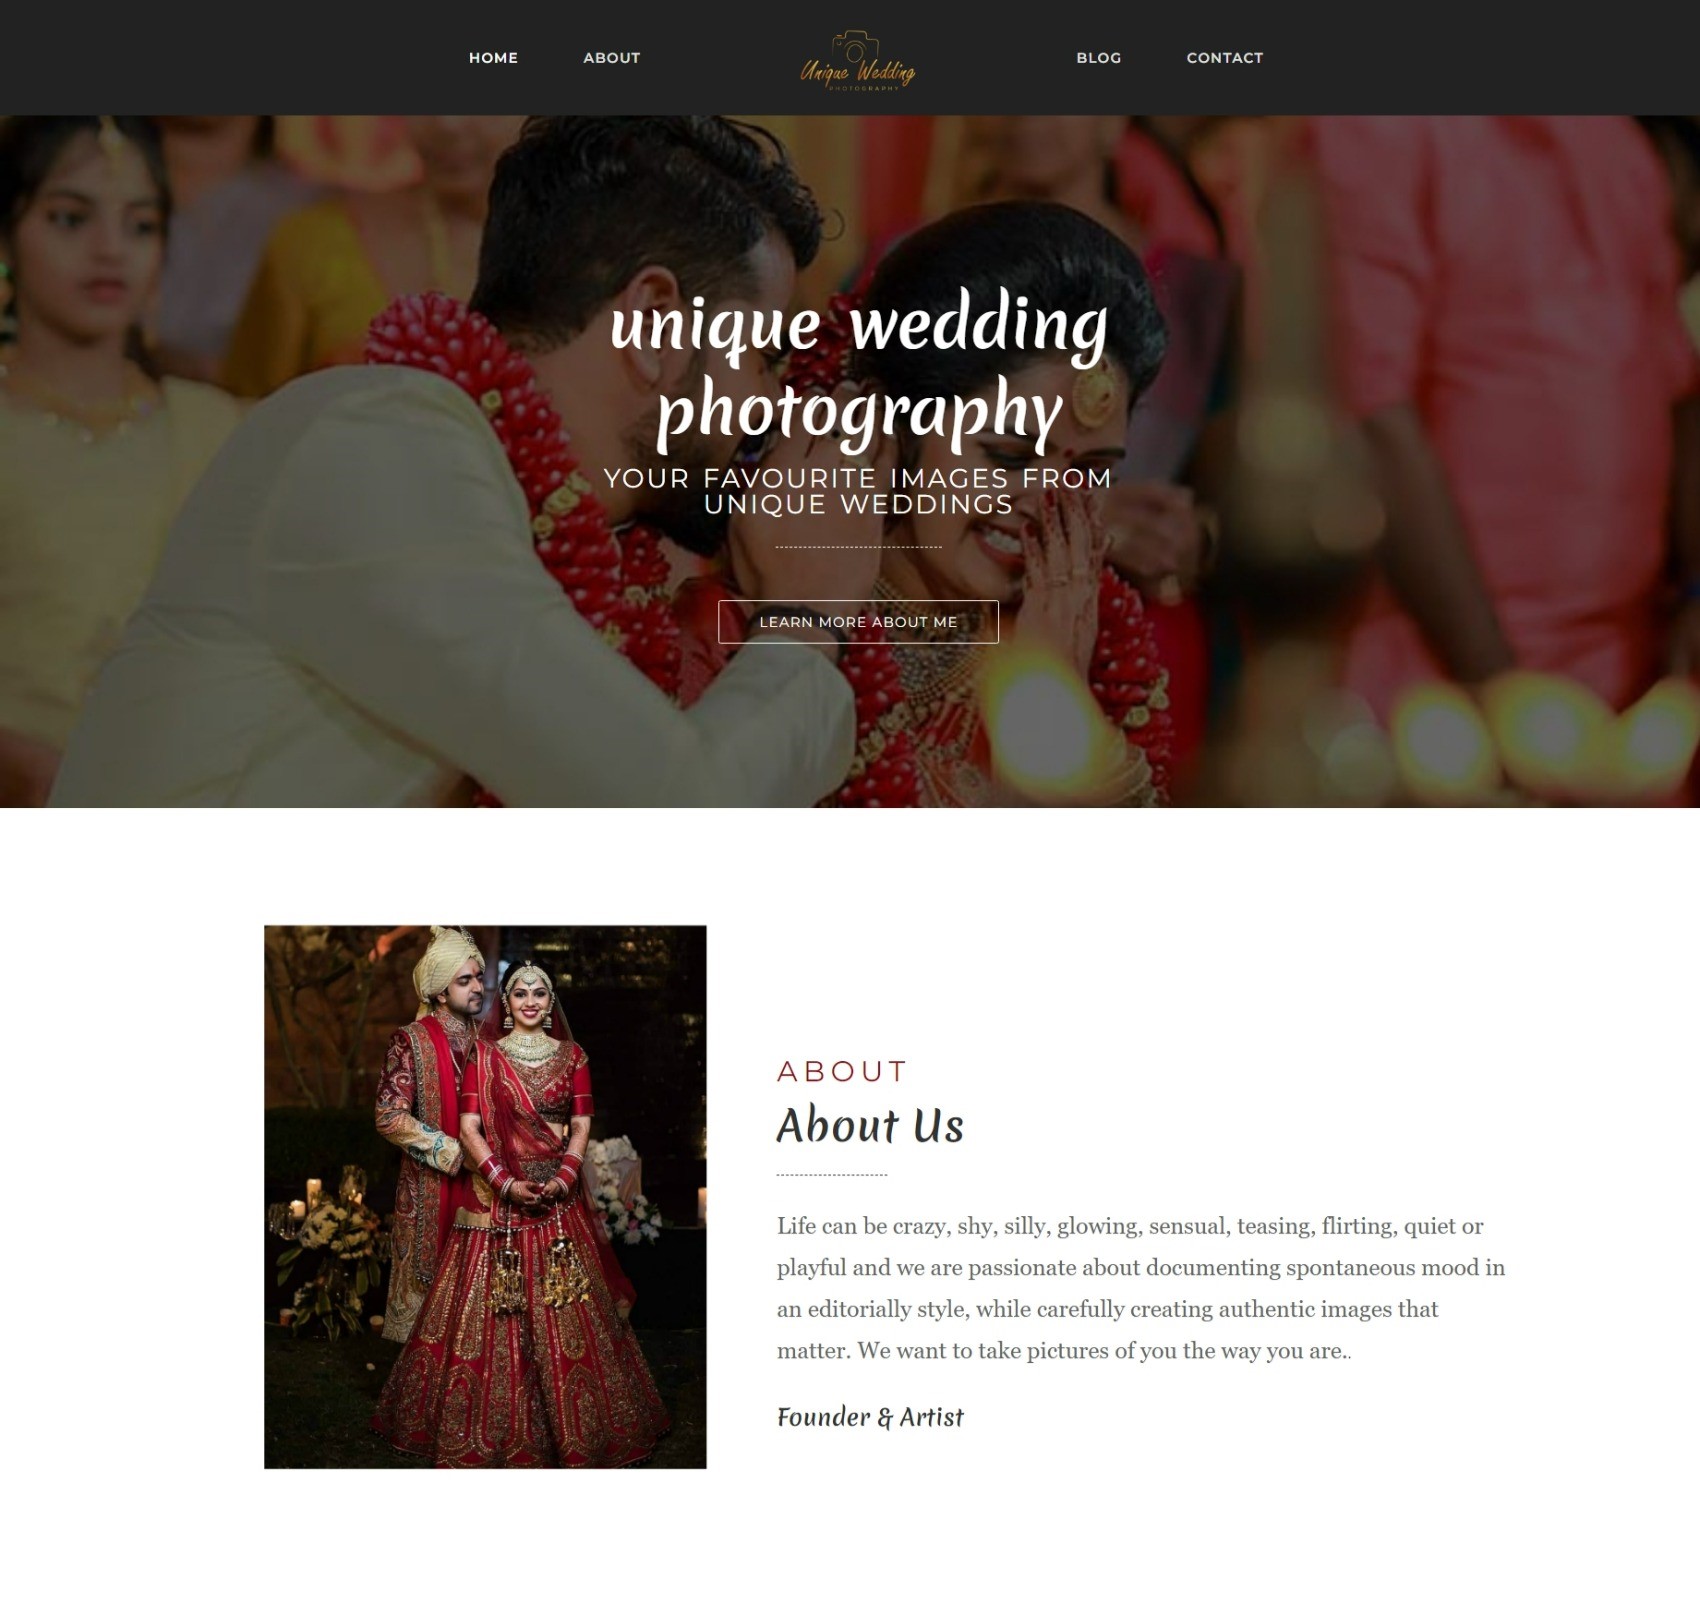 HOME
ABOUT
Unique Wedding
PHOTOGRAPHY
BLOG
CONTACT
unique wedding
photography
YOUR FAVOURITE IMAGES FROM
UNIQUE WEDDINGS
LEARN MORE ABOUT ME
ABOUT
About Us
Life can be crazy, shy, silly, glowing, sensual, teasing, flirting, quiet or
playful and we are passionate about documenting spontaneous mood in
an editorially style, while carefully creating authentic images that
matter. We want to take pictures of you the way you are..
Founder & Artist